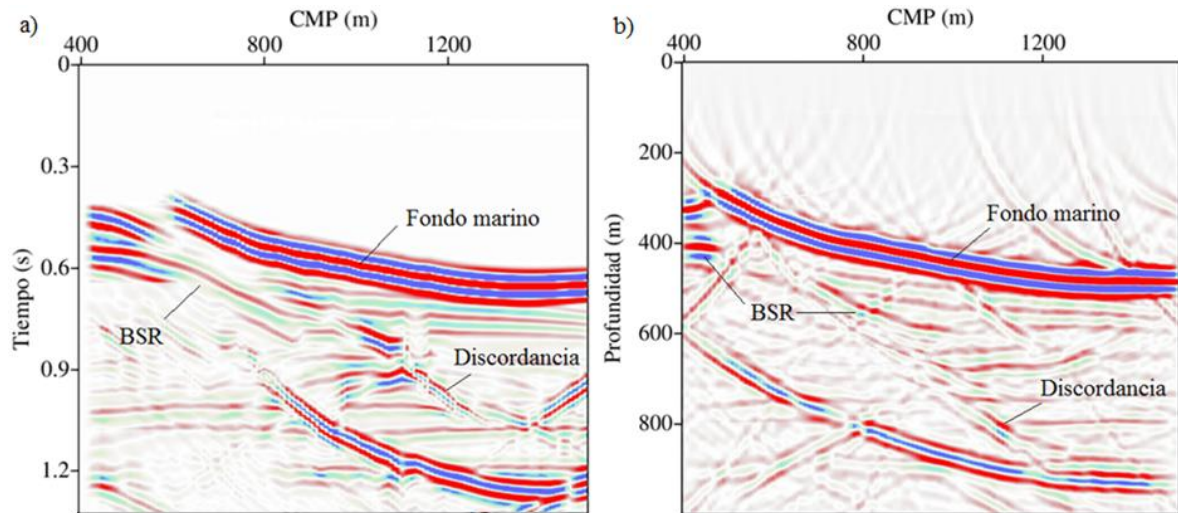 a)
CMP (m)
400 800 1200
0
0.3
0.6
0.9
1.2
Tiempo (s)
Fondo marino
BSR
Discordancia
b)
CMP (m)
400 800 1200
0
200
400
600
800
Profundidad (m)
Fondo marino
BSR
Discordancia